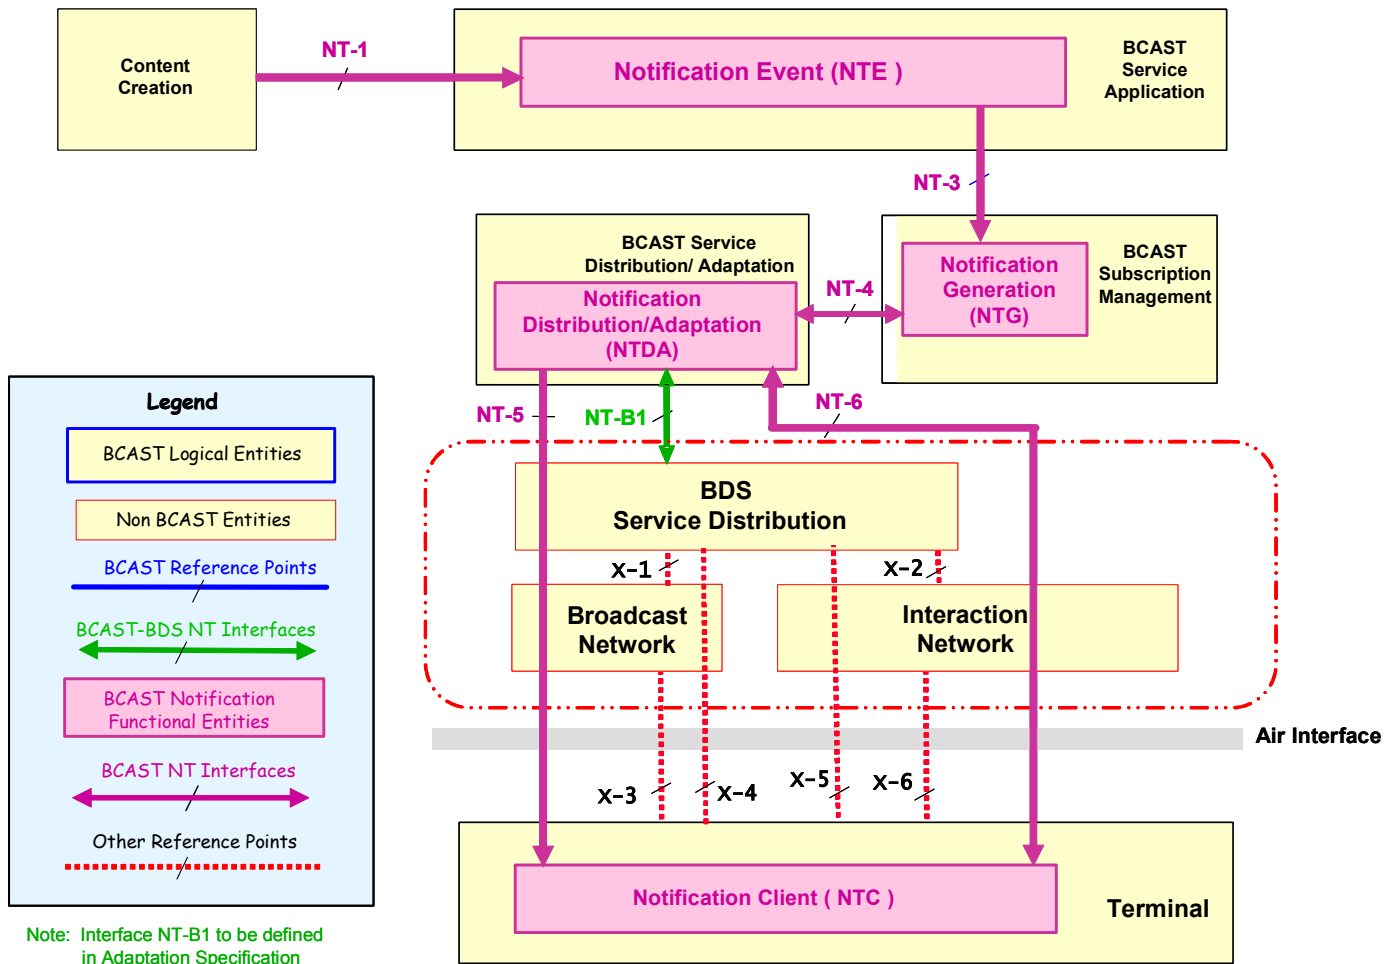 Content
Creation
NT-1
Notification Event (NTE )
BCAST
Service
Application
NT-3
BCAST Service
Distribution/ Adaptation
Notification
Distribution/Adaptation
(NTDA)
NT-4
Notification
Generation
(NTG)
BCAST
Subscription
Management
NT-5
NT-B1
NT-6
Legend
BCAST Logical Entities
Non BCAST Entities
BCAST Reference Points
BCAST-BDS NT Interfaces
BCAST Notification
Functional Entities
BCAST NT Interfaces
Other Reference Points
Note: Interface NT-B1 to be defined
in Adaptation Specification
BDS
Service Distribution
X-1
X-2
Broadcast
Network
Interaction
Network
Air Interface
X-3
X-4
X-5
X-6
Notification Client ( NTC )
Terminal